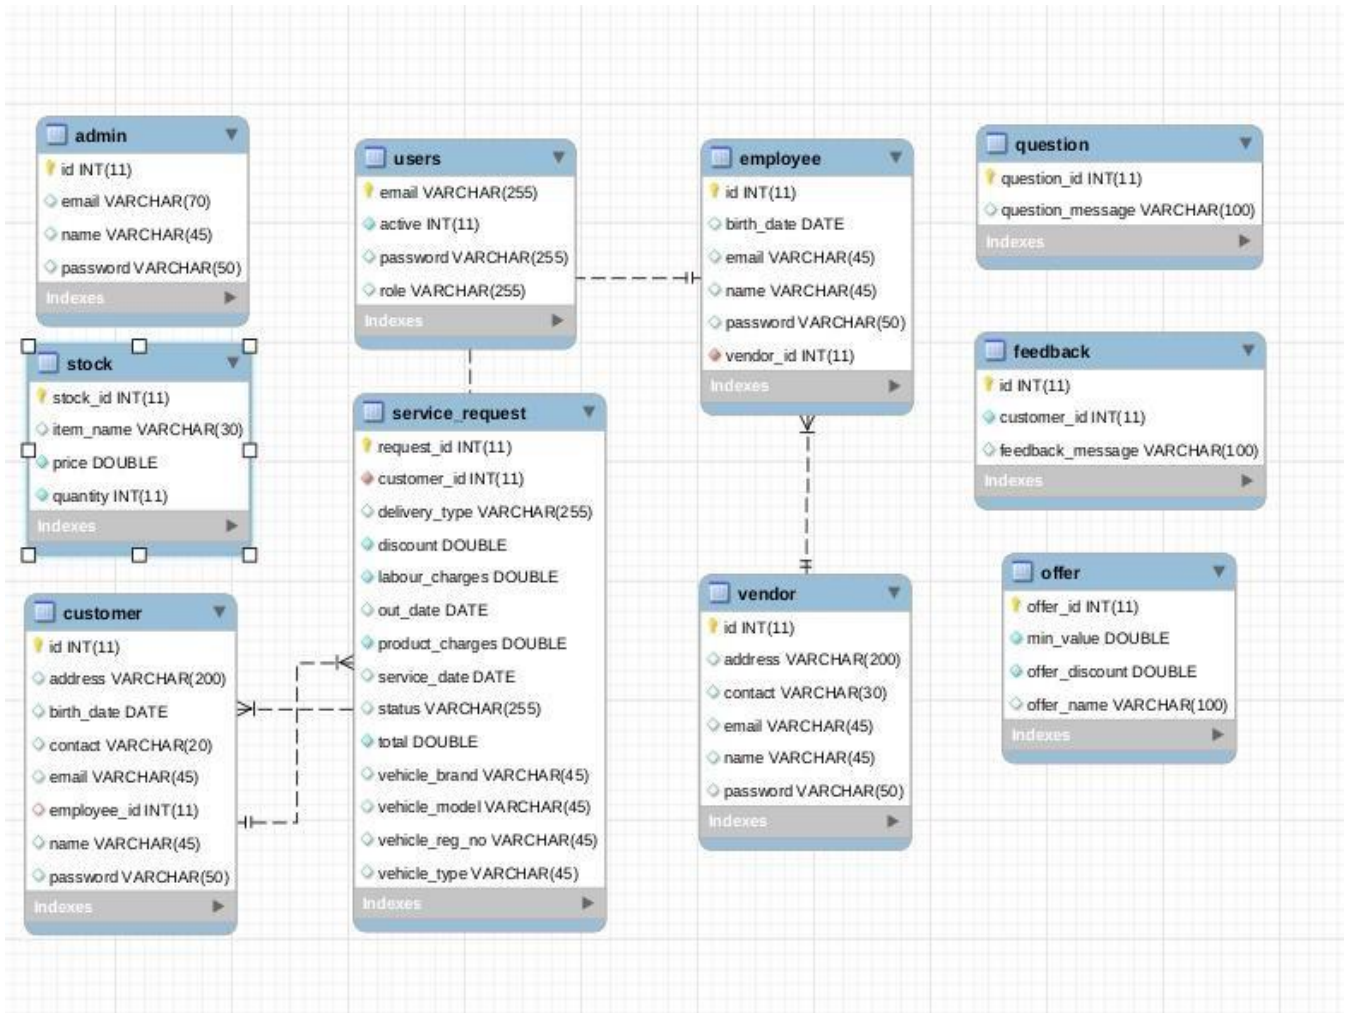 admin
id INT(11)
email VARCHAR(70)
name VARCHAR(45)
password VARCHAR(50)
Indexes
stock
stock_id INT(11)
item_name VARCHAR(30)
price DOUBLE
quantity INT(11)
Indexes
customer
id INT(11)
address VARCHAR(200)
birth_date DATE
contact VARCHAR(20)
email VARCHAR(45)
employee_id INT(11)
name VARCHAR(45)
password VARCHAR(50)
Indexes
users
email VARCHAR(255)
active INT(11)
password VARCHAR(255)
role VARCHAR(255)
Indexes
service_request
request_id INT(11)
customer_id INT(11)
delivery_type VARCHAR(255)
discount DOUBLE
labour_charges DOUBLE
out_date DATE
product_charges DOUBLE
service_date DATE
status VARCHAR(255)
total DOUBLE
vehicle_brand VARCHAR(45)
vehicle_model VARCHAR(45)
vehicle_reg_no VARCHAR(45)
vehicle_type VARCHAR(45)
Indexes
employee
id INT(11)
birth_date DATE
email VARCHAR(45)
name VARCHAR(45)
password VARCHAR(50)
vendor_id INT(11)
Indexes
vendor
id INT(11)
address VARCHAR(200)
contact VARCHAR(30)
email VARCHAR(45)
name VARCHAR(45)
password VARCHAR(50)
Indexes
question
question_id INT(11)
question_message VARCHAR(100)
Indexes
feedback
id INT(11)
customer_id INT(11)
feedback_message VARCHAR(100)
Indexes
offer
offer_id INT(11)
min_value DOUBLE
offer_discount DOUBLE
offer_name VARCHAR(100)
Indexes